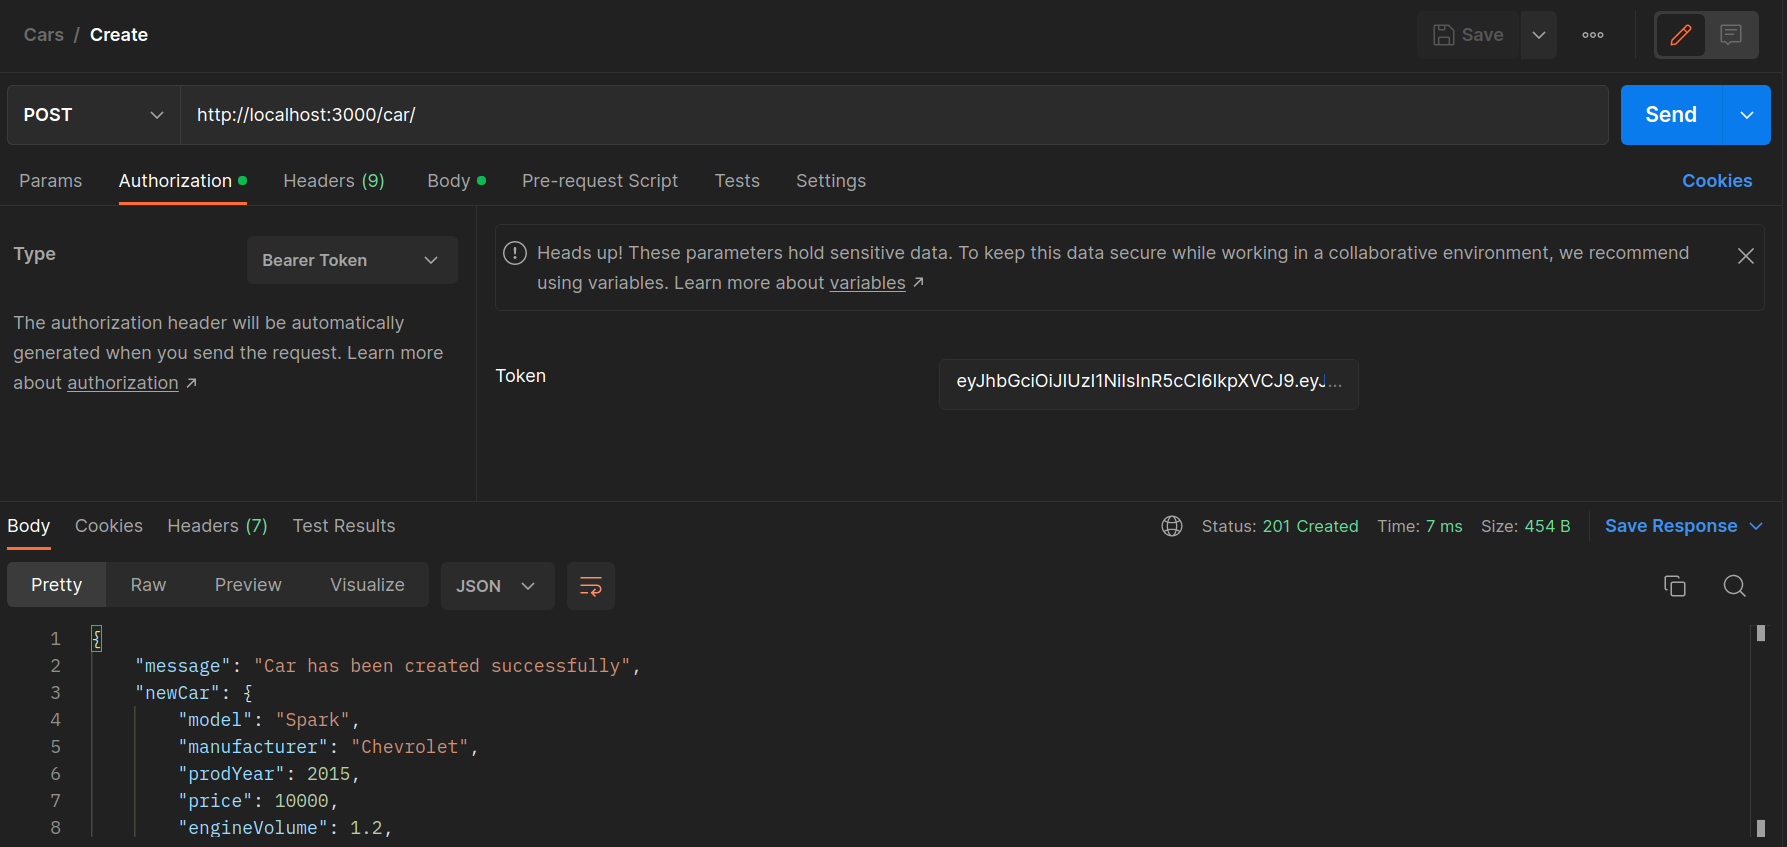 Cars / Create
Save
POST
http://localhost:3000/car/
Send
Params Authorization Headers (9) Body Pre-request Script Tests Settings Cookies
Type
Bearer Token
The authorization header will be automatically
generated when you send the request. Learn more
about authorization ↗
Heads up! These parameters hold sensitive data. To keep this data secure while working in a collaborative environment, we recommend
using variables. Learn more about variables ↗
Token
eyJhbGciOiJIUzI1NiIsInR5cCI6IkpXVCJ9.eyJ...
Body Cookies Headers (7) Test Results
Status: 201 Created Time: 7 ms Size: 454 B Save Response
Pretty Raw Preview Visualize JSON
1 {
2 "message": "Car has been created successfully",
3 "newCar": {
4 "model": "Spark",
5 "manufacturer": "Chevrolet",
6 "prodYear": 2015,
7 "price": 10000,
8 "engineVolume": 1.2,